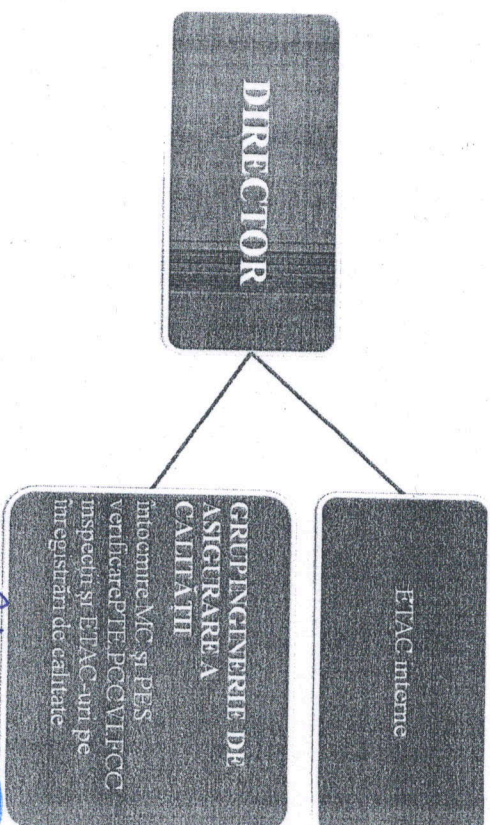 DIRECTOR
ETAC interne
GRUP INGINERIE DE
ASIGURARE A
CALITĂȚII
întocmire MC și PES
verificare PTE, PCCVI, FCC
inspecții și ETAC-uri pe
înregistrări de calitate